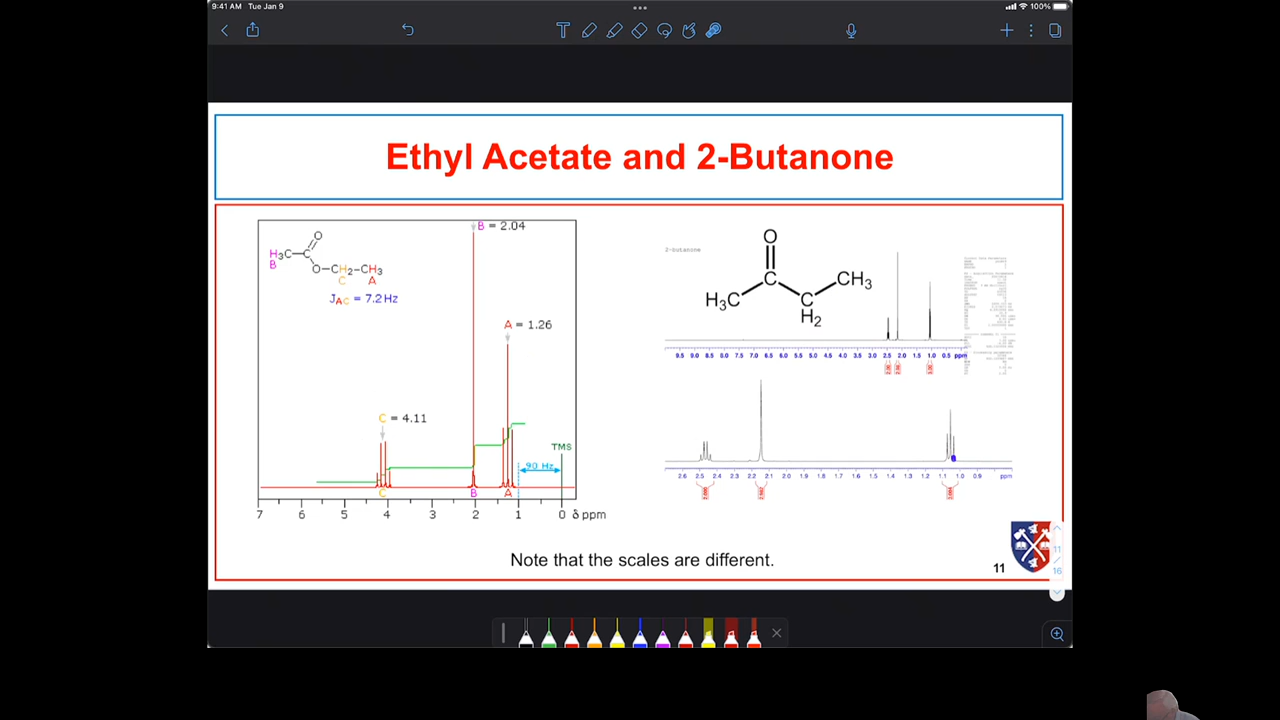 9:41 AM Tue Jan 9
100%
Ethyl Acetate and 2-Butanone
B = 2.04
O
H3C
B
O
CH2
CH3
C
A
JAC = 7.2 Hz
A = 1.26
C = 4.11
TMS
90 Hz
C
B
A
7 6 5 4 3 2 1 0 δ ppm
2-butanone
O
H3C
CH3
H2
9.5 9.0 8.5 8.0 7.5 7.0 6.5 6.0 5.5 5.0 4.5 4.0 3.5 3.0 2.5 2.0 1.5 1.0 0.5 ppm
2.6 2.5 2.4 2.3 2.2 2.1 2.0 1.9 1.8 1.7 1.6 1.5 1.4 1.3 1.2 1.1 1.0 0.9 ppm
Note that the scales are different.
11
11
/
16